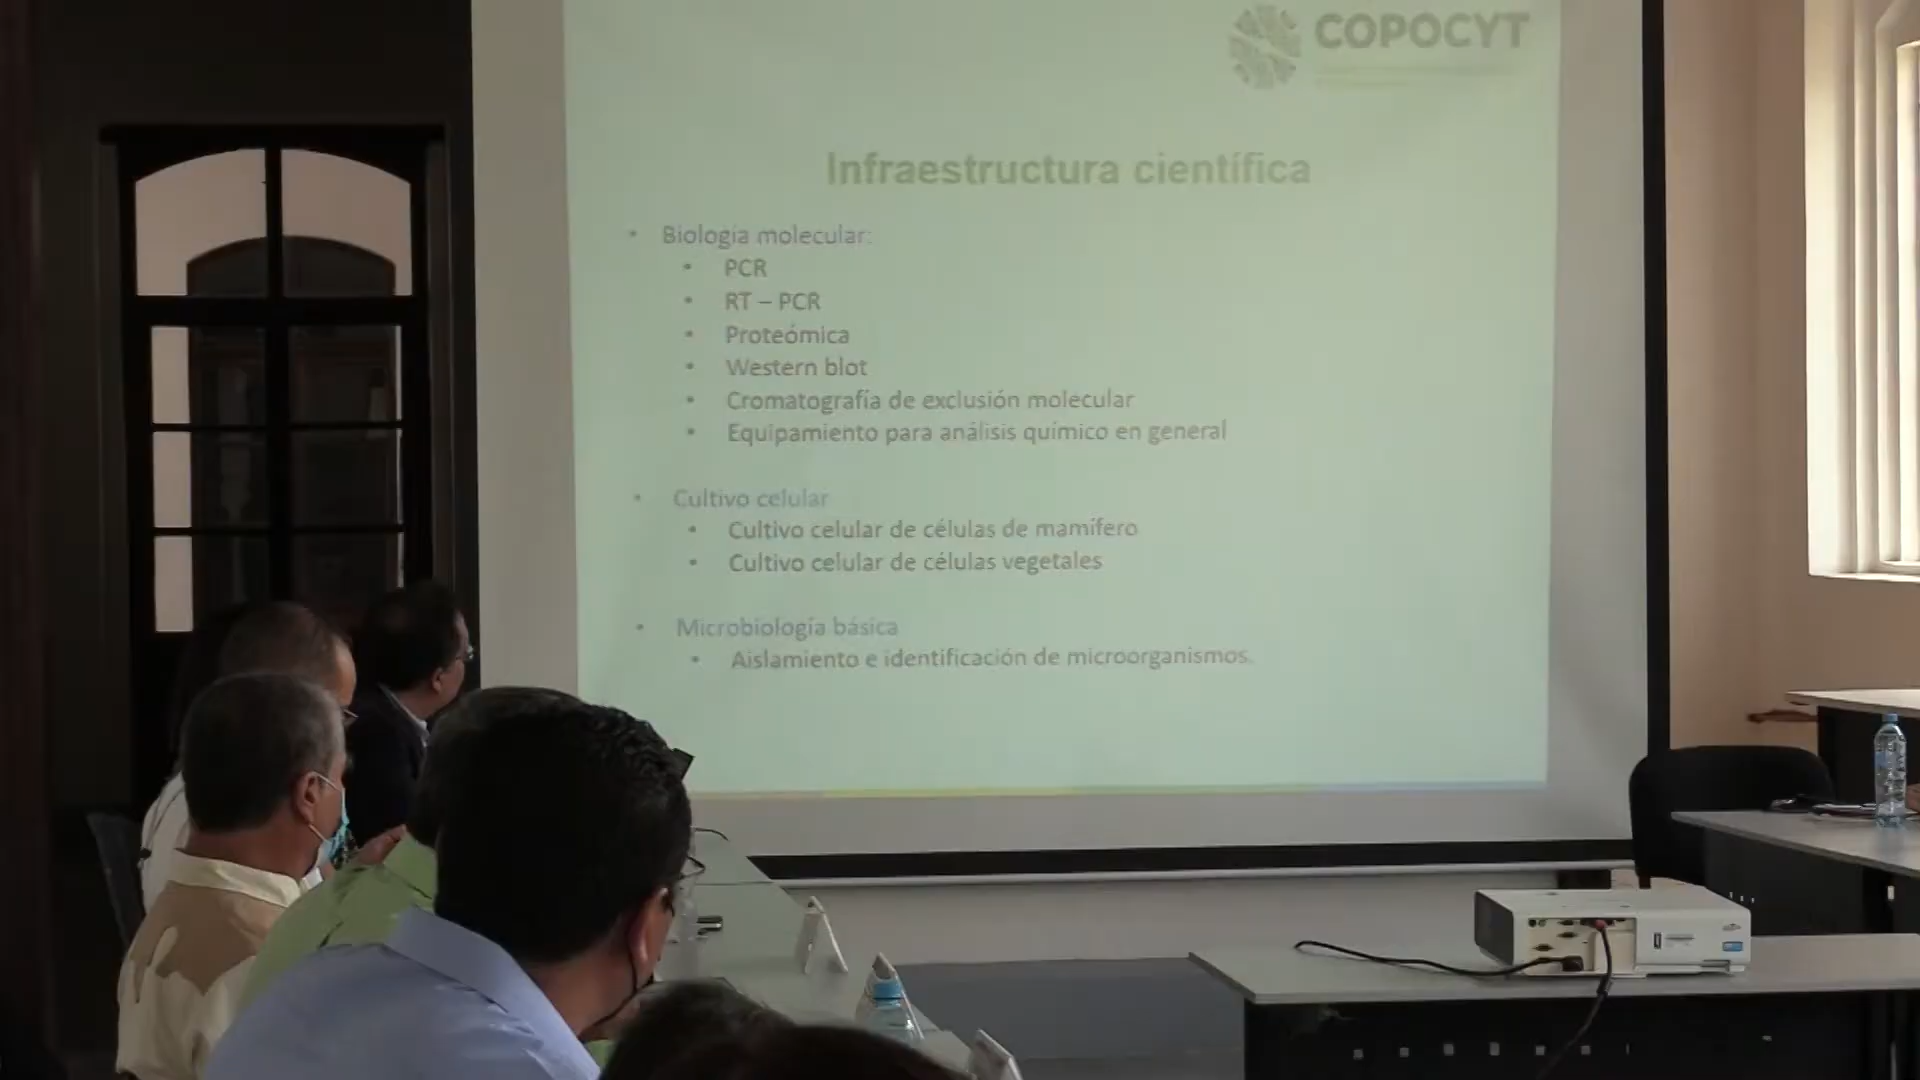 COPOCYT
Infraestructura científica
• Biología molecular:
• PCR
• RT – PCR
• Proteómica
• Western blot
• Cromatografía de exclusión molecular
• Equipamiento para análisis químico en general
• Cultivo celular
• Cultivo celular de células de mamífero
• Cultivo celular de células vegetales
• Microbiología básica
• Aislamiento e identificación de microorganismos.